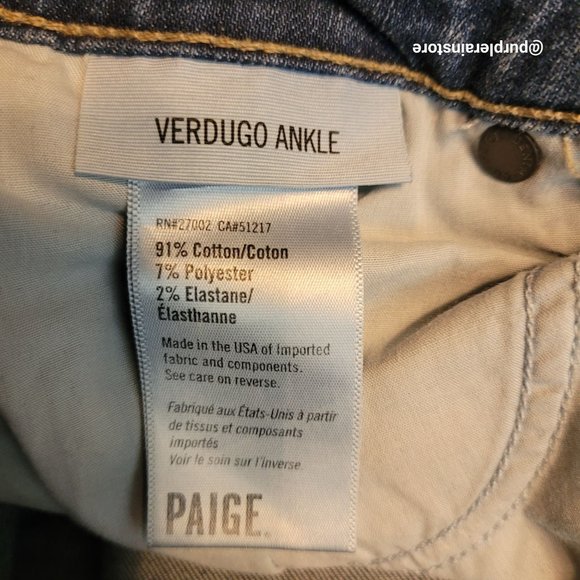 @purplerainstore
VERDUGO ANKLE
RN#27002 CA#51217
91% Cotton/Coton
7% Polyester
2% Elastane/
Élasthanne
Made in the USA of Imported
fabric and components.
See care on reverse.
Fabriqué aux États-Unis à partir
de tissus et composants
importés
Voir le soin sur l'inverse
PAIGE.